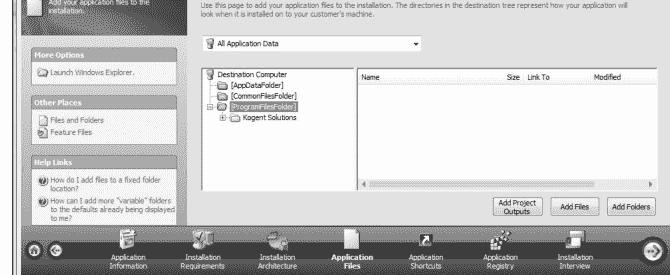 Add your application files to the
installation.
Use this page to add your application files to the installation. The directories in the destination tree represent how your application will
look when it is installed on to your customer's machine.
All Application Data
More Options
Launch Windows Explorer.
Other Places
Files and Folders
Feature Files
Help Links
How do I add files to a fixed folder
location?
How can I add more "variable" folders
to the defaults already being displayed
to me?
Destination Computer
[AppDataFolder]
[CommonFilesFolder]
[ProgramFilesFolder]
Kogent Solutions
Name Size Link To Modified
Add Project
Outputs
Add Files
Add Folders
Application
Information
Installation
Requirements
Installation
Architecture
Application
Files
Application
Shortcuts
Application
Registry
Installation
Interview